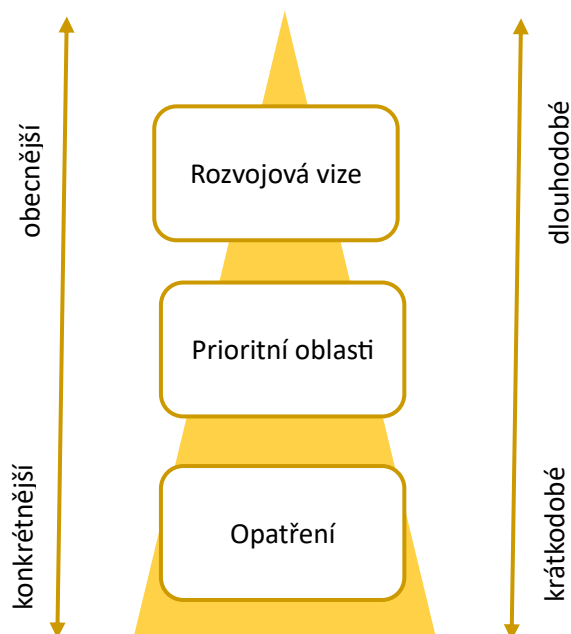 obecnější
dlouhodobé
Rozvojová vize
Prioritní oblasti
konkrétnější
krátkodobé
Opatření